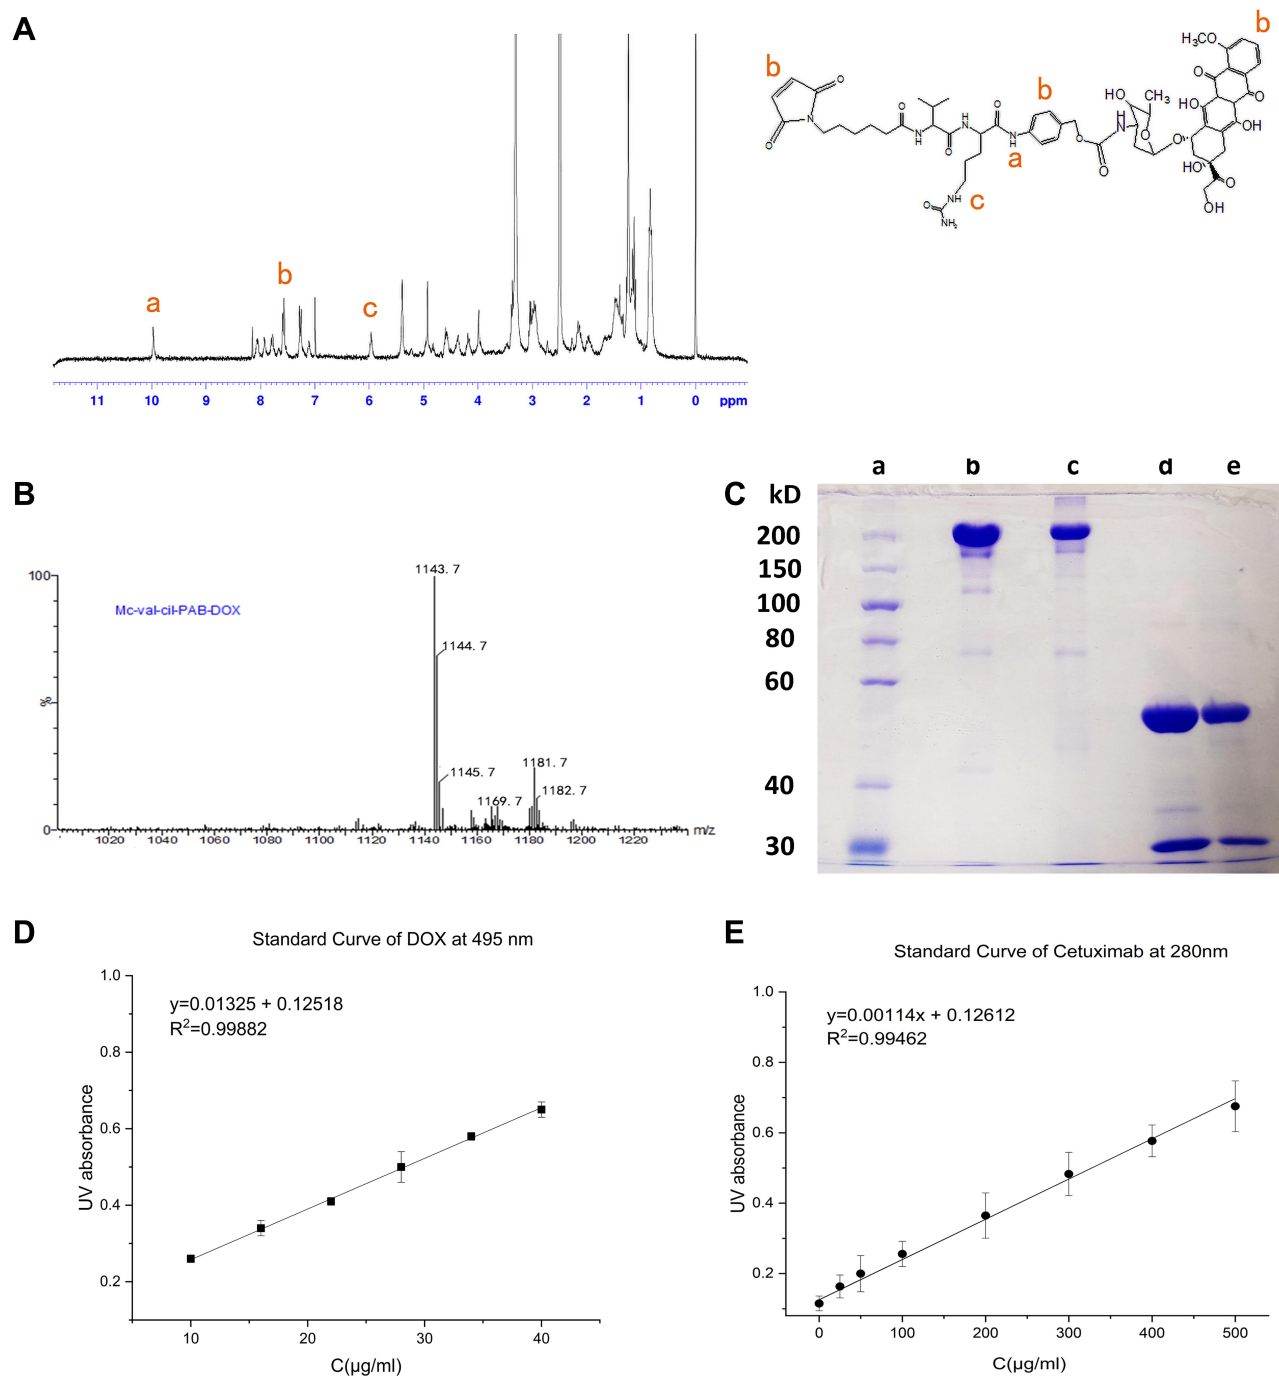 A
a
b
c
11 10 9 8 7 6 5 4 3 2 1 0 ppm
b
b
b
a
c
H₃CO
O
O
HO
OH
HO
CH₃
O
O
HO
O
OH
O
N
O
O
N
H
O
H
N
O
N
H
O
O
H
N
O
NH
NH₂
B
100
%
0
Mc-val-cil-PAB-DOX
1143.7
1144.7
1145.7
1169.7
1181.7
1182.7
1020 1040 1060 1080 1100 1120 1140 1160 1180 1200 1220 m/z
C
a b c d e
kD
200
150
100
80
60
40
30
D
Standard Curve of DOX at 495 nm
y=0.01325 + 0.12518
R²=0.99882
UV absorbance
1.0
0.8
0.6
0.4
0.2
10 20 30 40
C(μg/ml)
E
Standard Curve of Cetuximab at 280nm
y=0.00114x + 0.12612
R²=0.99462
UV absorbance
1.0
0.8
0.6
0.4
0.2
0 100 200 300 400 500
C(μg/ml)